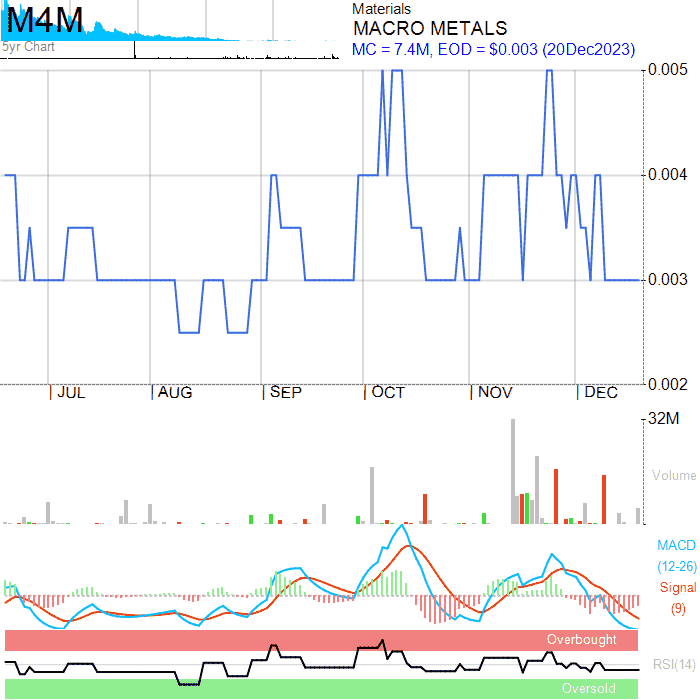 M4M
5yr Chart
Materials
MACRO METALS
MC = 7.4M, EOD = $0.003 (20Dec2023)
0.005
0.004
0.003
0.002
| JUL | AUG | SEP | OCT | NOV | DEC
32M
Volume
MACD
(12-26)
Signal
(9)
Overbought
RSI(14)
Oversold